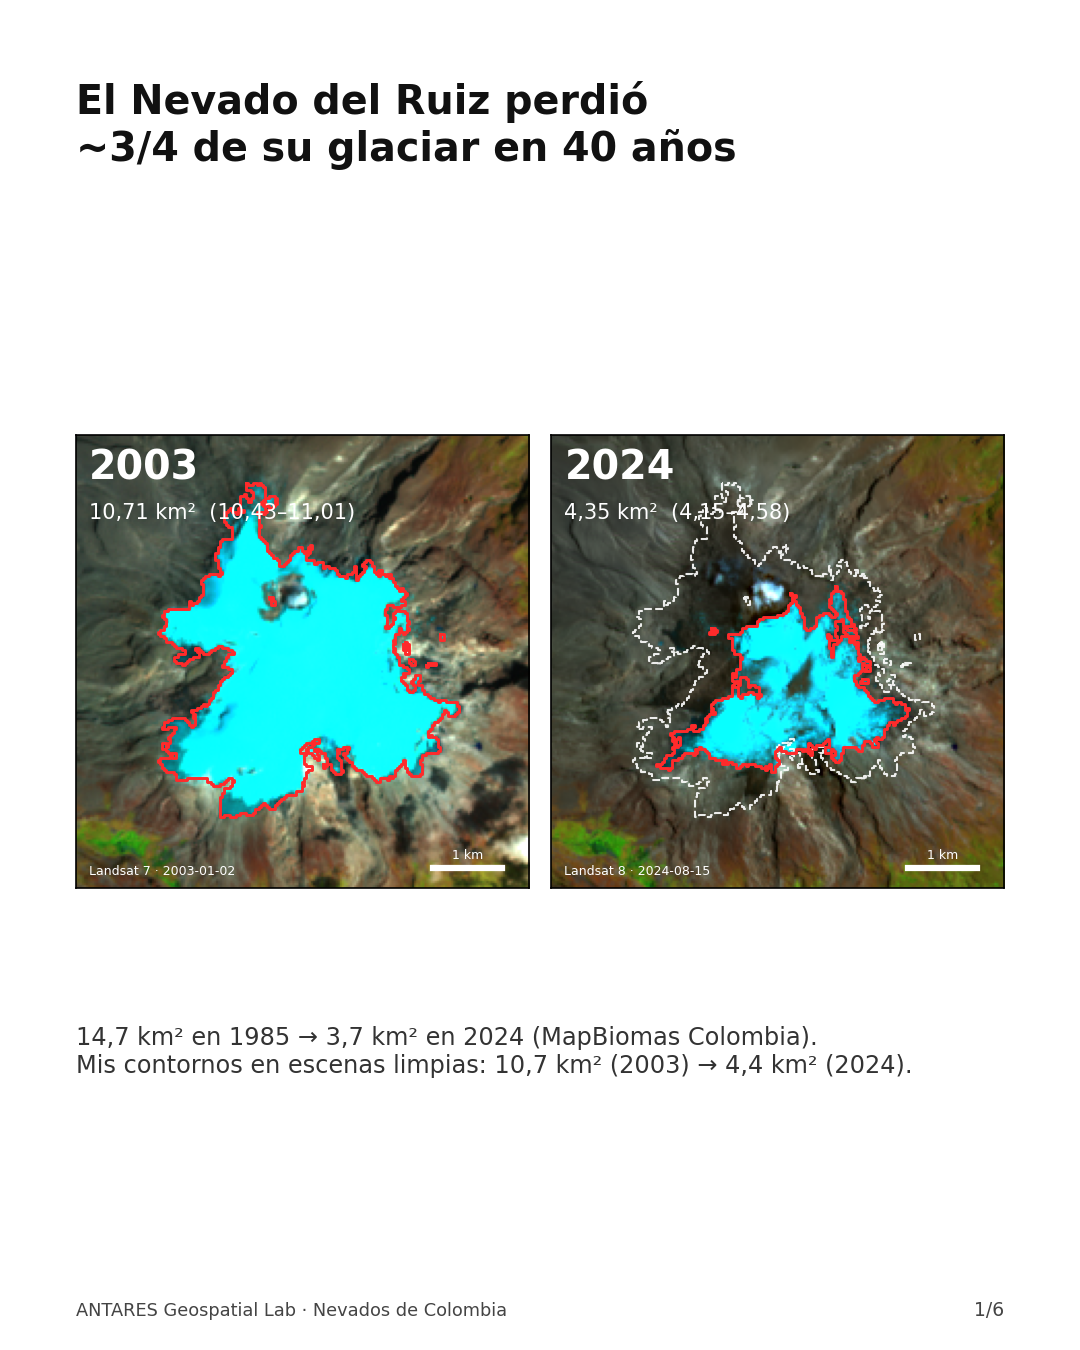 El Nevado del Ruiz perdió
~3/4 de su glaciar en 40 años
2003
10,71 km² (10,43–11,01)
Landsat 7 · 2003-01-02
1 km
2024
4,35 km² (4,15–4,58)
Landsat 8 · 2024-08-15
1 km
14,7 km² en 1985 → 3,7 km² en 2024 (MapBiomas Colombia).
Mis contornos en escenas limpias: 10,7 km² (2003) → 4,4 km² (2024).
ANTARES Geospatial Lab · Nevados de Colombia
1/6